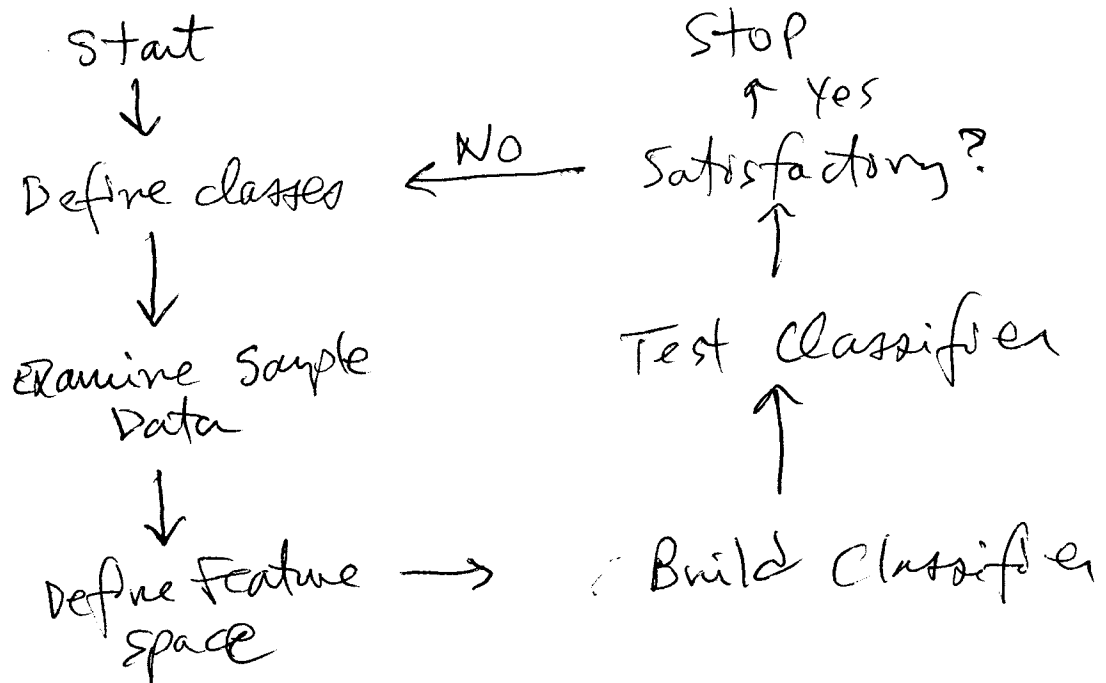 Start
Define classes
Examine Sample
Data
Define Feature
space
Build Classifier
Test Classifier
Satisfactory?
No
Yes
Stop